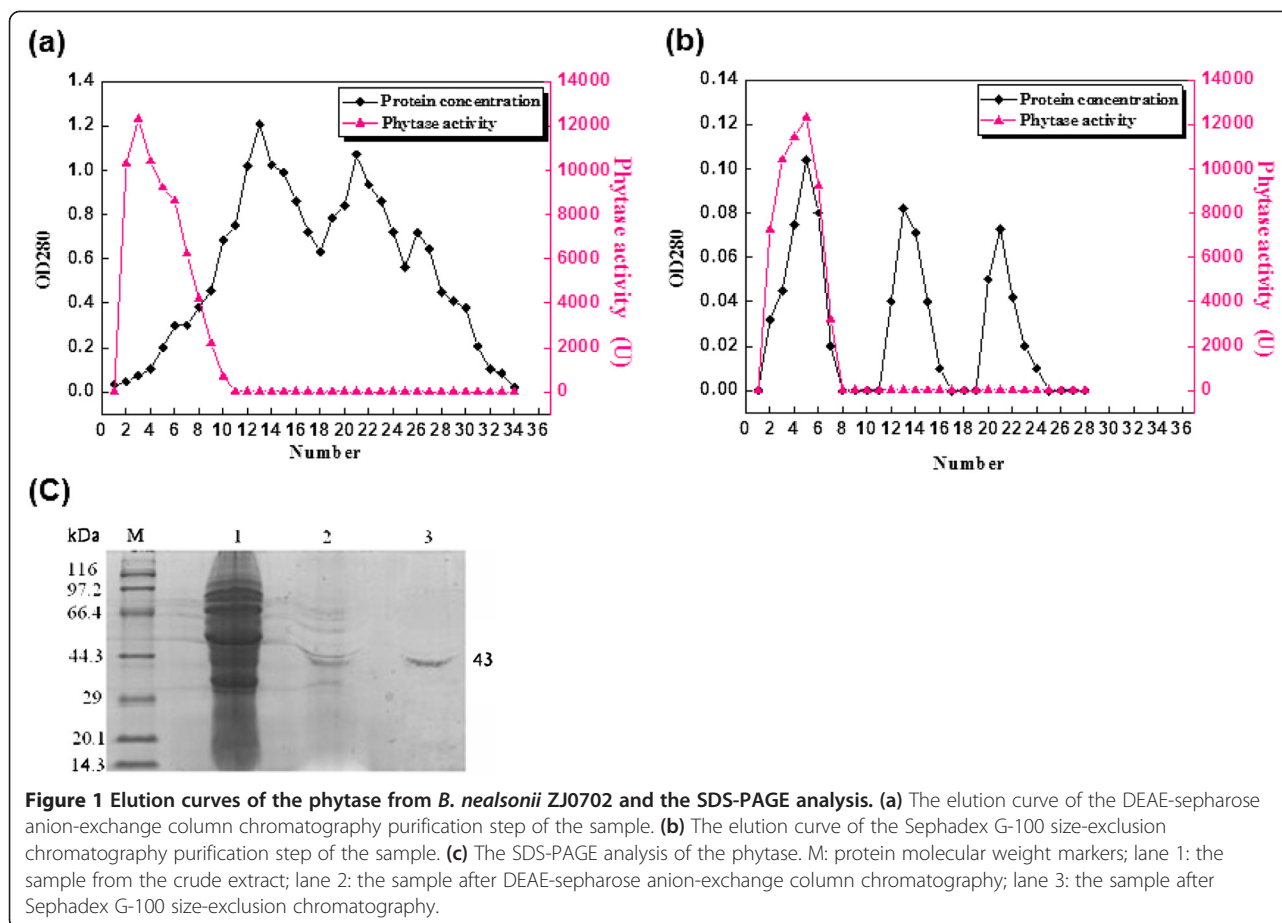 (a)
1.4
1.2
1.0
0.8
0.6
0.4
0.2
0.0
OD280
Protein concentration
Phytase activity
14000
12000
10000
8000
6000
4000
2000
0
Phytase activity (U)
0 2 4 6 8 10 12 14 16 18 20 22 24 26 28 30 32 34 36
Number
(b)
0.14
0.12
0.10
0.08
0.06
0.04
0.02
0.00
OD280
Protein concentration
Phytase activity
14000
12000
10000
8000
6000
4000
2000
0
Phytase activity (U)
0 2 4 6 8 10 12 14 16 18 20 22 24 26 28 30 32 34 36
Number
(C)
kDa M 1 2 3
116
97.2
66.4
44.3
43
29
20.1
14.3
Figure 1 Elution curves of the phytase from B. nealsonii ZJ0702 and the SDS-PAGE analysis. (a) The elution curve of the DEAE-sepharose
anion-exchange column chromatography purification step of the sample. (b) The elution curve of the Sephadex G-100 size-exclusion
chromatography purification step of the sample. (c) The SDS-PAGE analysis of the phytase. M: protein molecular weight markers; lane 1: the
sample from the crude extract; lane 2: the sample after DEAE-sepharose anion-exchange column chromatography; lane 3: the sample after
Sephadex G-100 size-exclusion chromatography.